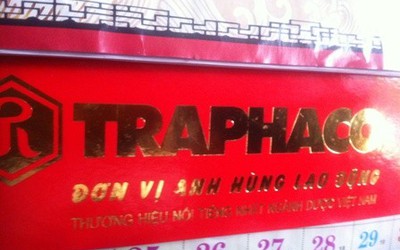 TRAPHACO
ĐƠN VỊ ANH HÙNG LAO ĐỘNG
THƯƠNG HIỆU NỔI TIẾNG NHẤT NGÀNH DƯỢC VIỆT NAM
25 26 27 28 29